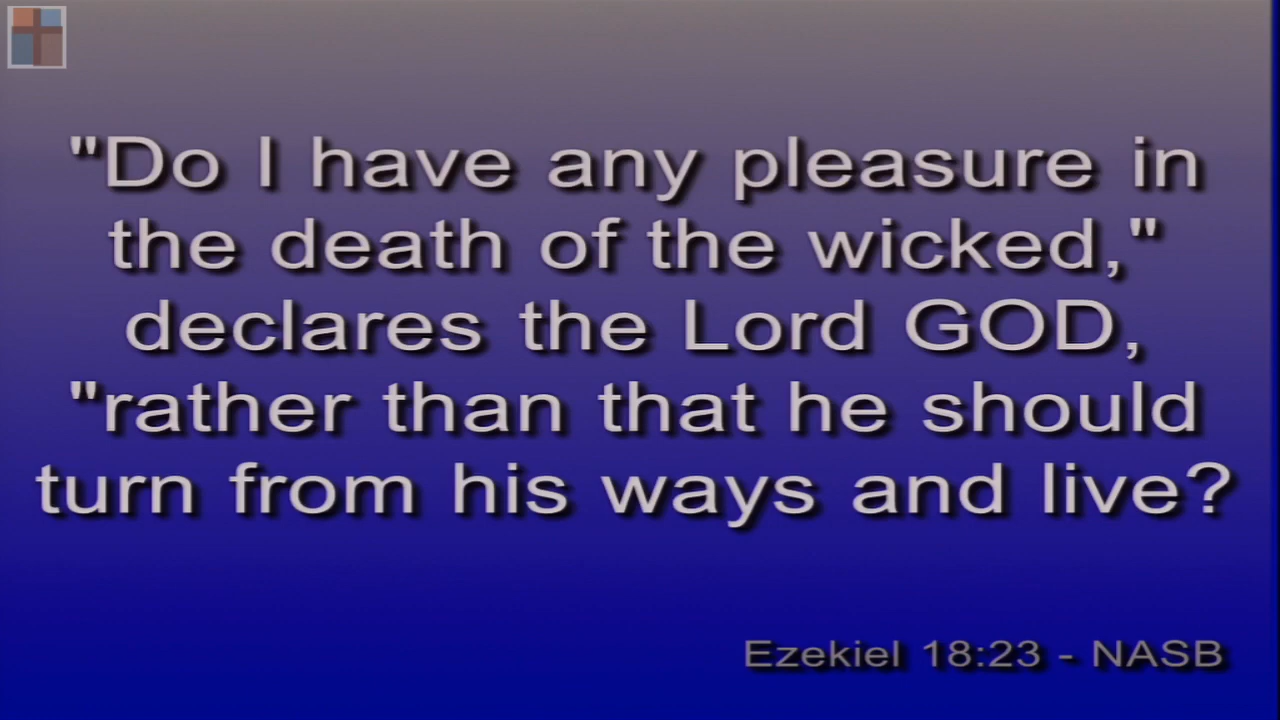 "Do I have any pleasure in
the death of the wicked,"
declares the Lord GOD,
"rather than that he should
turn from his ways and live?
Ezekiel 18:23 - NASB